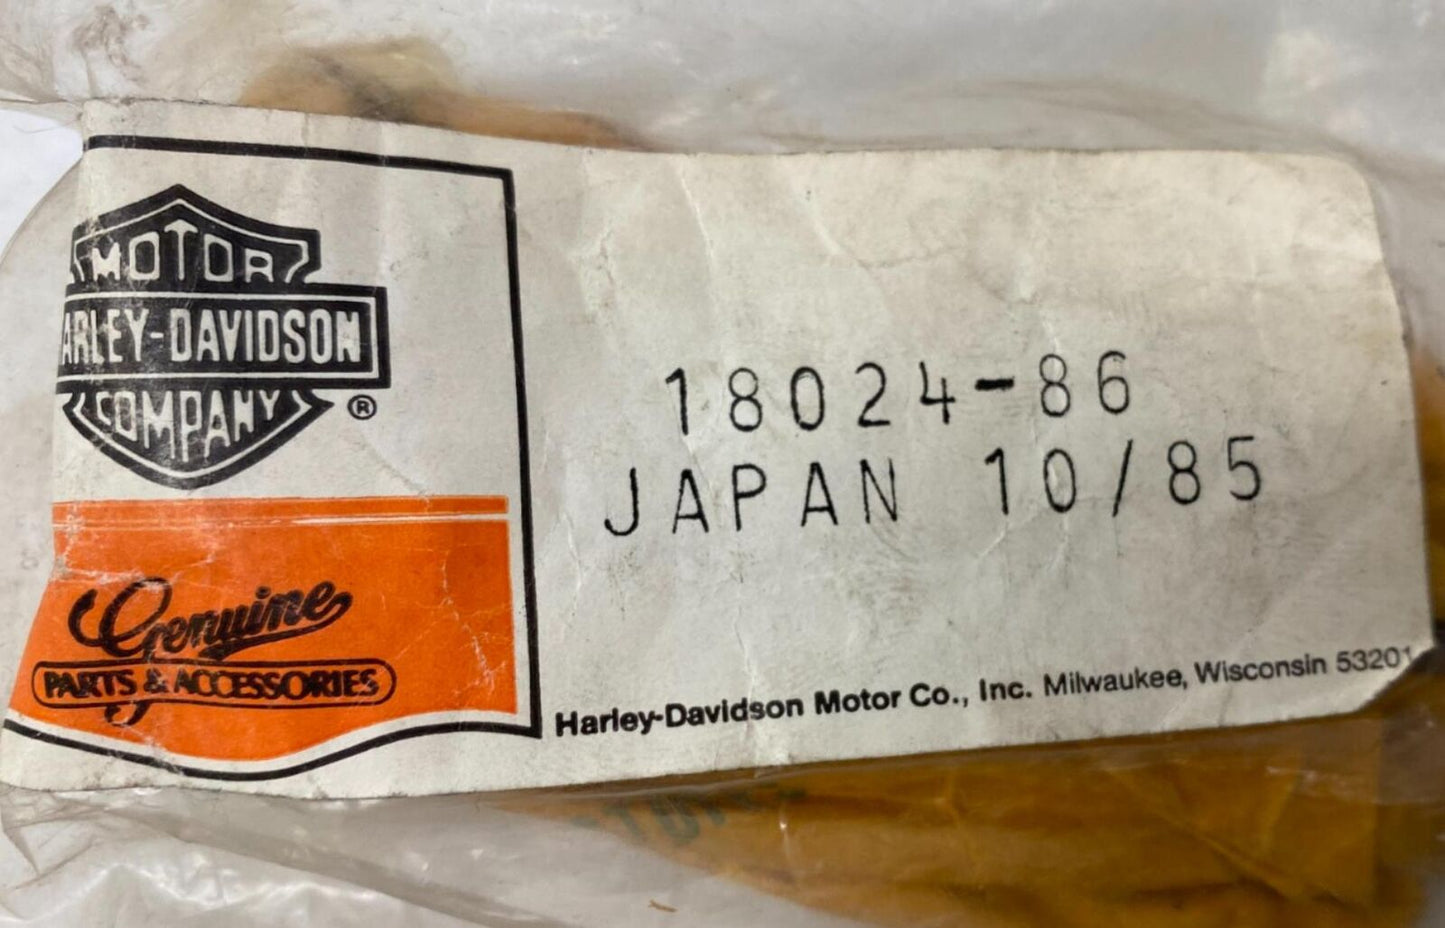 MOTOR
ARLEY-DAVIDSON
COMPANY ®
Genuine
PARTS & ACCESSORIES
18024-86
JAPAN 10/85
Harley-Davidson Motor Co., Inc. Milwaukee, Wisconsin 53201